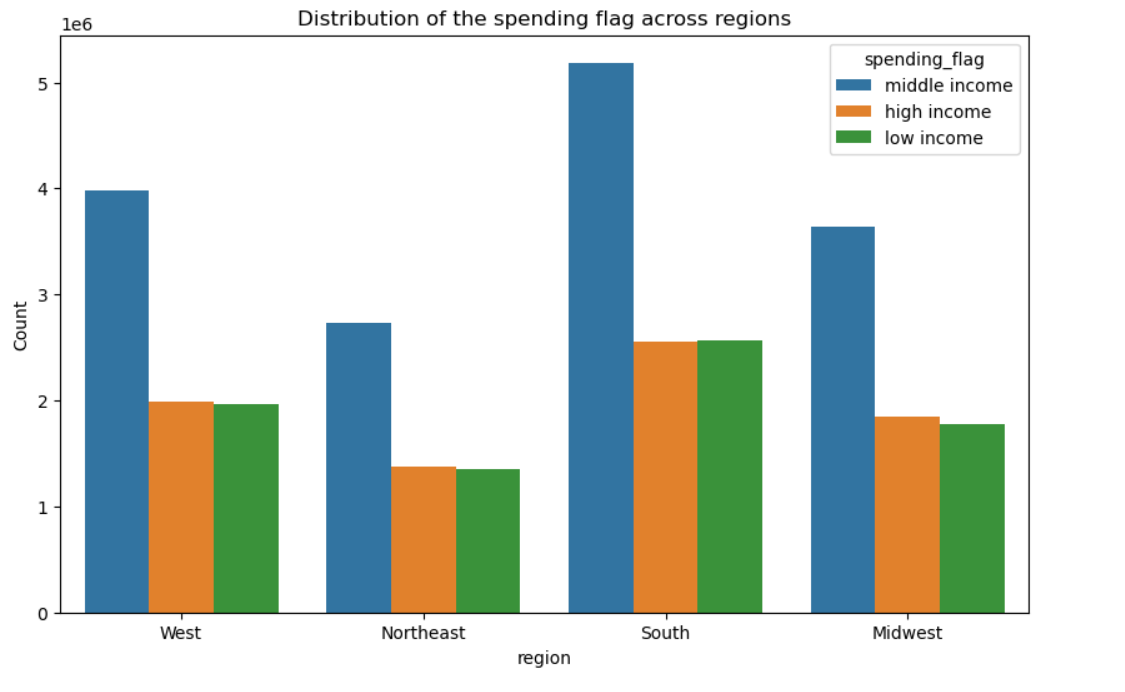 Distribution of the spending flag across regions
1e6
spending_flag
middle income
high income
low income
5
4
3
2
1
0
Count
West Northeast South Midwest
region